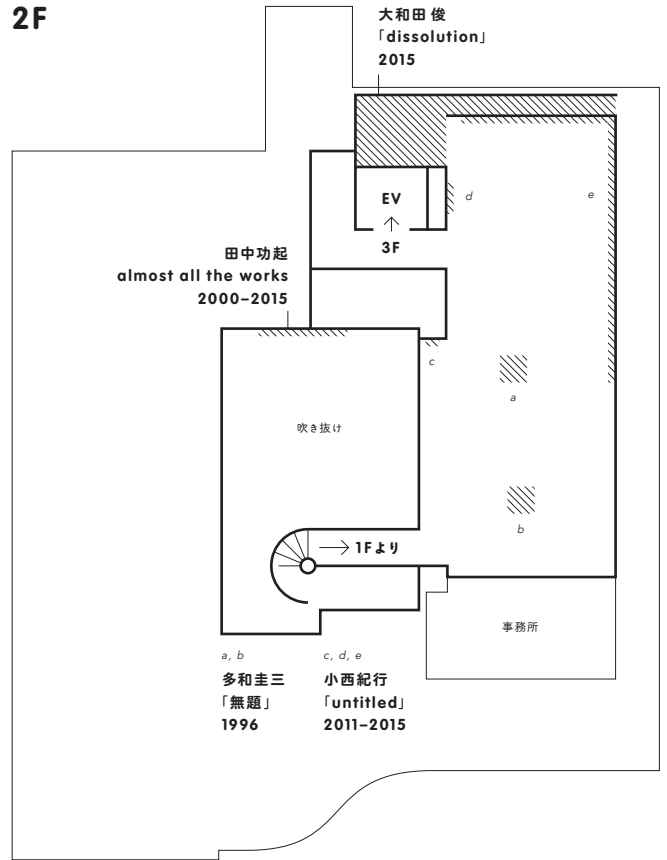 2F
大和田 俊
「dissolution」
2015
d
e
EV
↑
3F
田中功起
almost all the works
2000–2015
c
a
吹き抜け
b
→ 1Fより
事務所
a, b
多和圭三
「無題」
1996
c, d, e
小西紀行
「untitled」
2011–2015